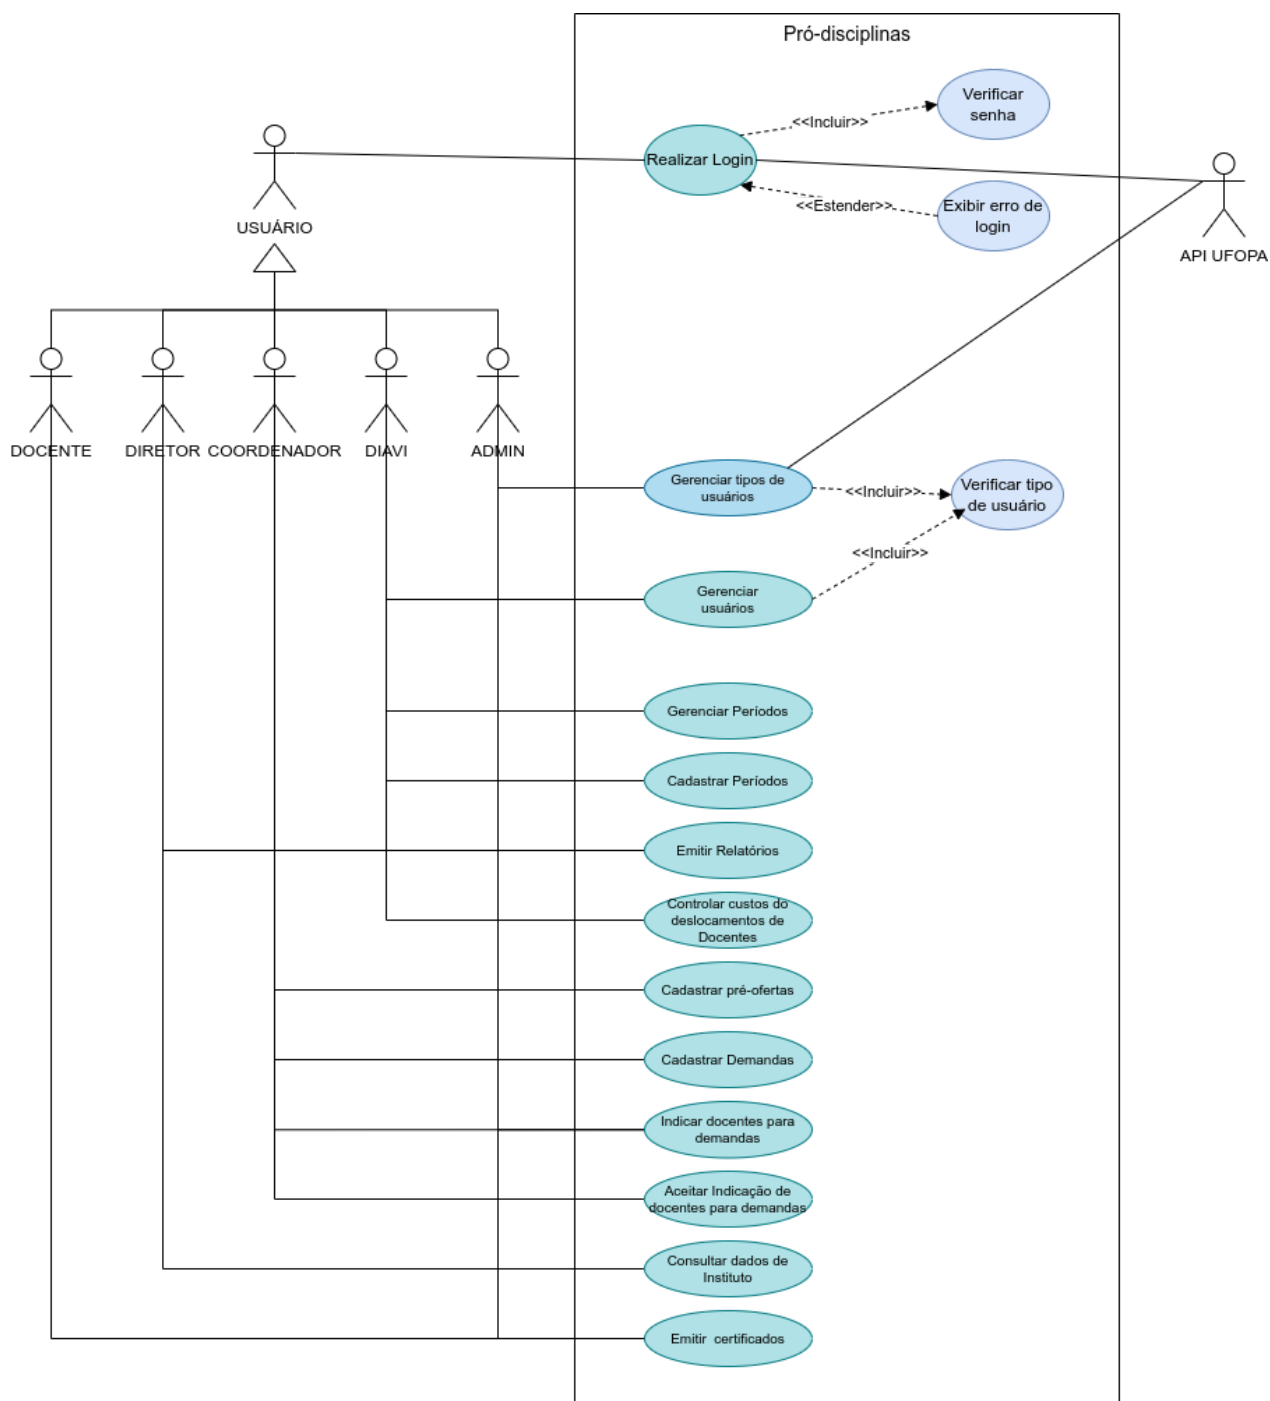 Pró-disciplinas
Verificar
senha
<<Incluir>>
Realizar Login
<<Estender>>
Exibir erro de
login
USUÁRIO
API UFOPA
DOCENTE
DIRETOR
COORDENADOR
DIAVI
ADMIN
Gerenciar tipos de
usuários
<<Incluir>>
Verificar tipo
de usuário
<<Incluir>>
Gerenciar
usuários
Gerenciar Períodos
Cadastrar Períodos
Emitir Relatórios
Controlar custos do
deslocamentos de
Docentes
Cadastrar pré-ofertas
Cadastrar Demandas
Indicar docentes para
demandas
Aceitar Indicação de
docentes para demandas
Consultar dados de
Instituto
Emitir certificados